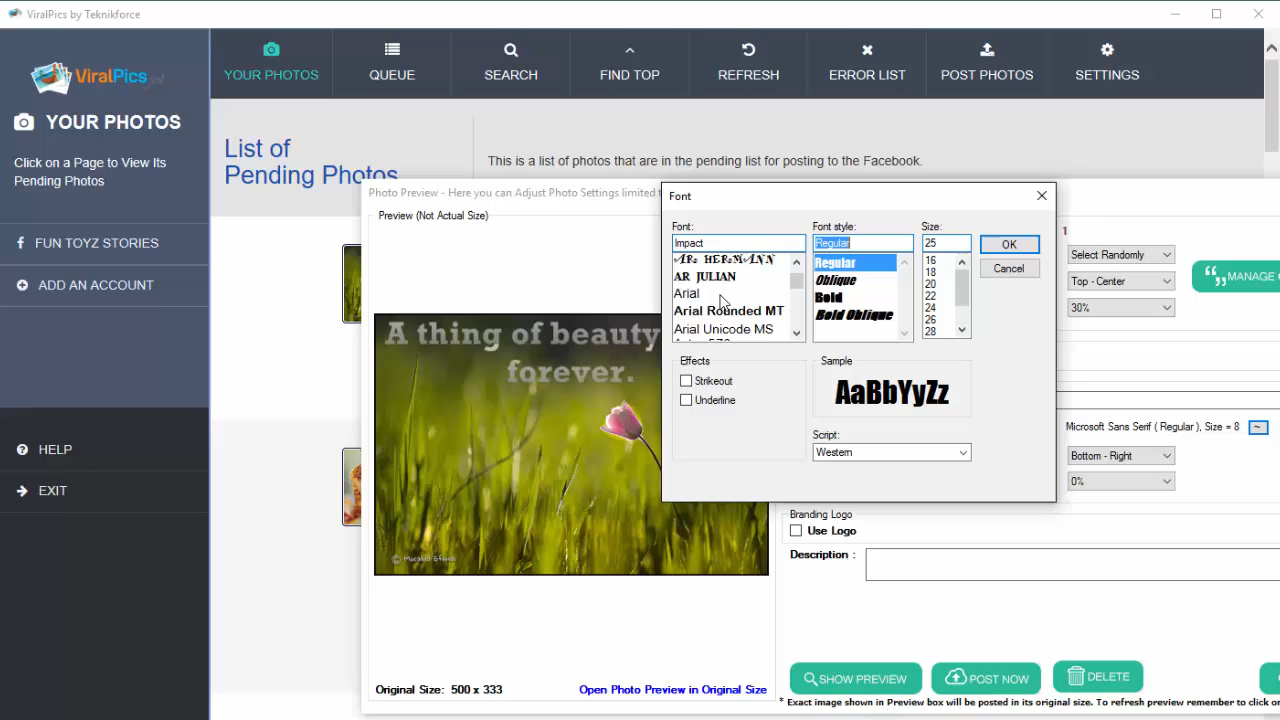 ViralPics by Teknikforce
ViralPics
YOUR PHOTOS
Click on a Page to View Its
Pending Photos
FUN TOYZ STORIES
ADD AN ACCOUNT
HELP
EXIT
YOUR PHOTOS
QUEUE
SEARCH
FIND TOP
REFRESH
ERROR LIST
POST PHOTOS
SETTINGS
List of
Pending Photos
This is a list of photos that are in the pending list for posting to the Facebook.
Photo Preview - Here you can Adjust Photo Settings limited
Preview (Not Actual Size)
A thing of beauty
forever.
Original Size: 500 x 333
Open Photo Preview in Original Size
Font
Font:
Impact
AR HERMANN
AR JULIAN
Arial
Arial Rounded MT
Arial Unicode MS
Font style:
Regular
Regular
Oblique
Bold
Bold Oblique
Size:
25
16
18
20
22
24
26
28
OK
Cancel
Effects
Strikeout
Underline
Sample
AaBbYyZz
Script:
Western
1
Select Randomly
Top - Center
30%
MANAGE
Microsoft Sans Serif ( Regular ), Size = 8
~
Bottom - Right
0%
Branding Logo
Use Logo
Description :
SHOW PREVIEW
POST NOW
DELETE
* Exact image shown in Preview box will be posted in its original size. To refresh preview remember to click